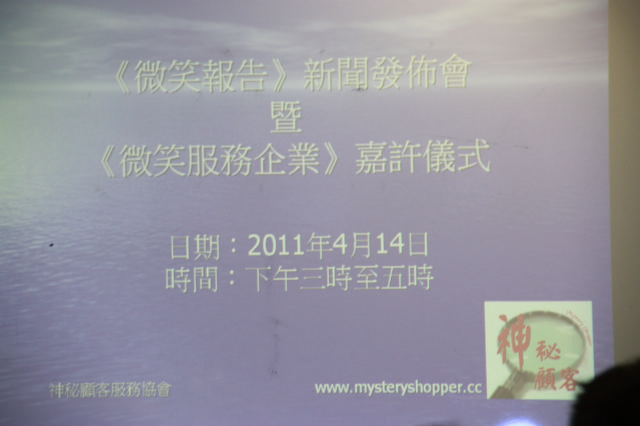 《微笑報告》新聞發佈會
暨
《微笑服務企業》嘉許儀式
日期：2011年4月14日
時間：下午三時至五時
神秘顧客服務協會
www.mysteryshopper.cc
神秘
顧客